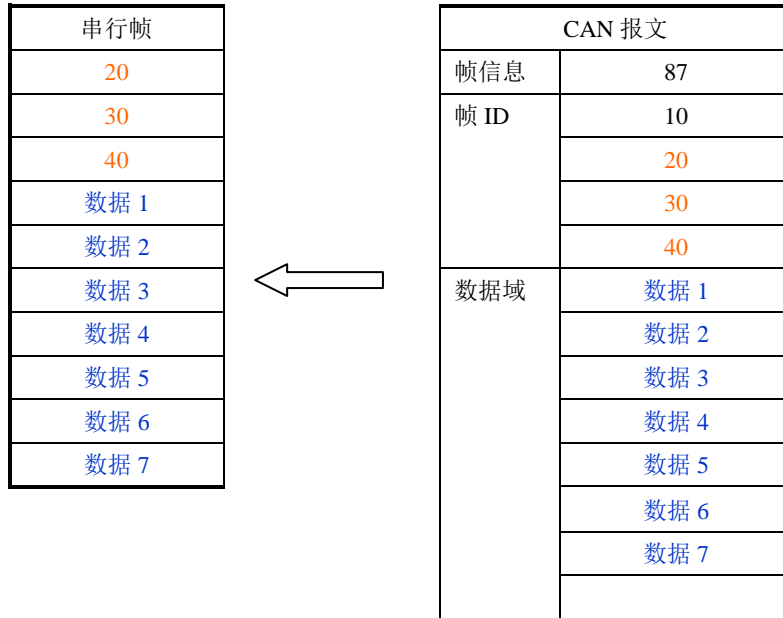 串行帧
20
30
40
数据 1
数据 2
数据 3
数据 4
数据 5
数据 6
数据 7
CAN 报文
帧信息 87
帧 ID 10
20
30
40
数据域 数据 1
数据 2
数据 3
数据 4
数据 5
数据 6
数据 7